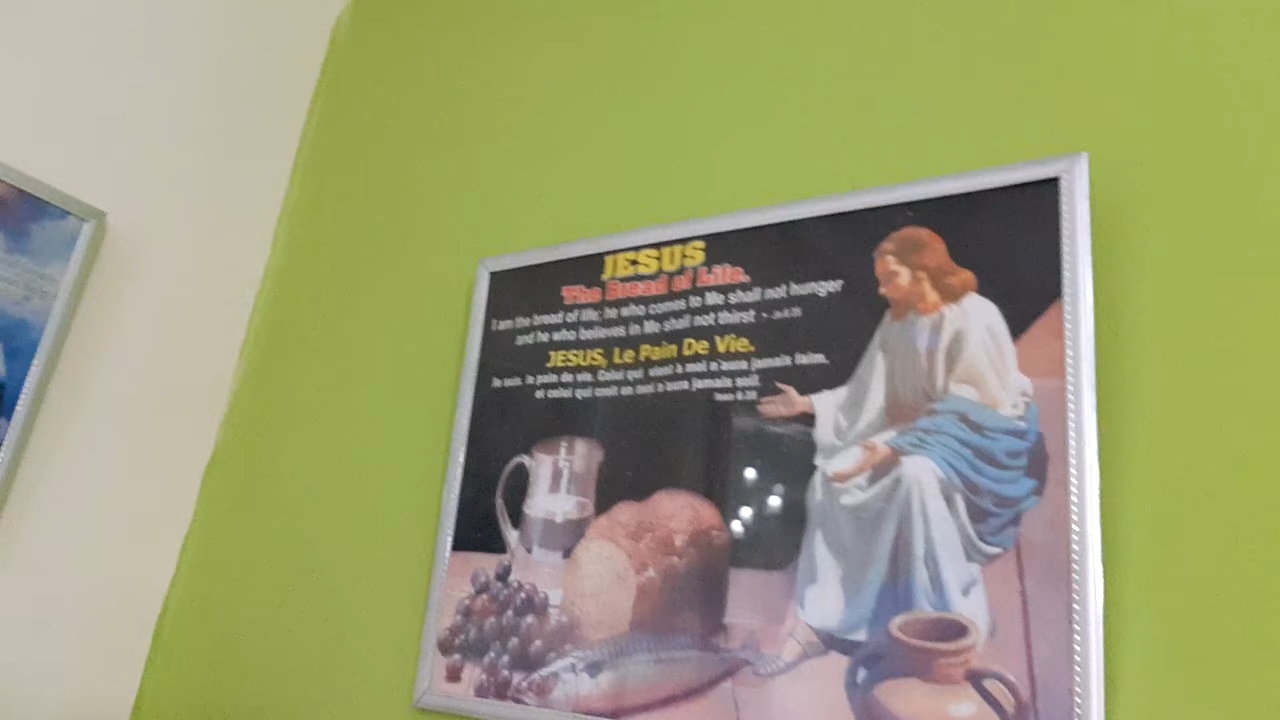 JESUS
The Bread of Life.
I am the bread of life; he who comes to Me shall not hunger
and he who believes in Me shall not thirst
JESUS, Le Pain De Vie.
Je suis le pain de vie. Celui qui vient à moi n'aura jamais faim,
et celui qui croit en moi n'aura jamais soif